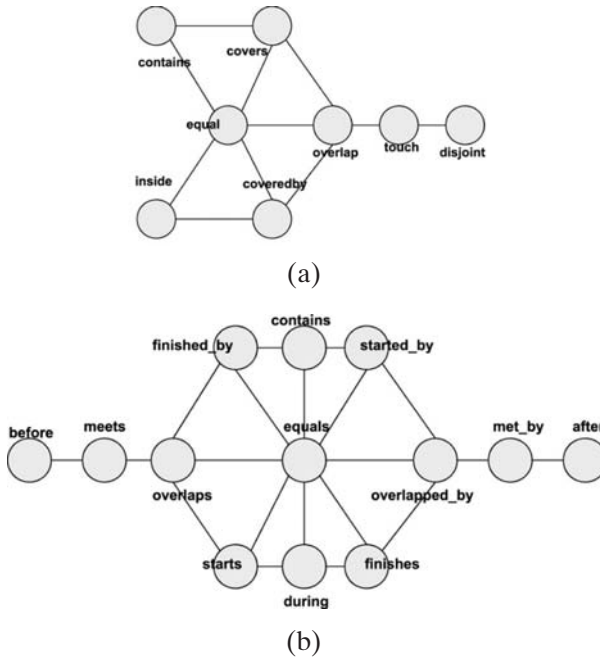 contains covers
equal overlap touch disjoint
inside coveredby
(a)
contains
finished_by started_by
before meets equals met_by after
overlaps overlapped_by
starts finishes
during
(b)